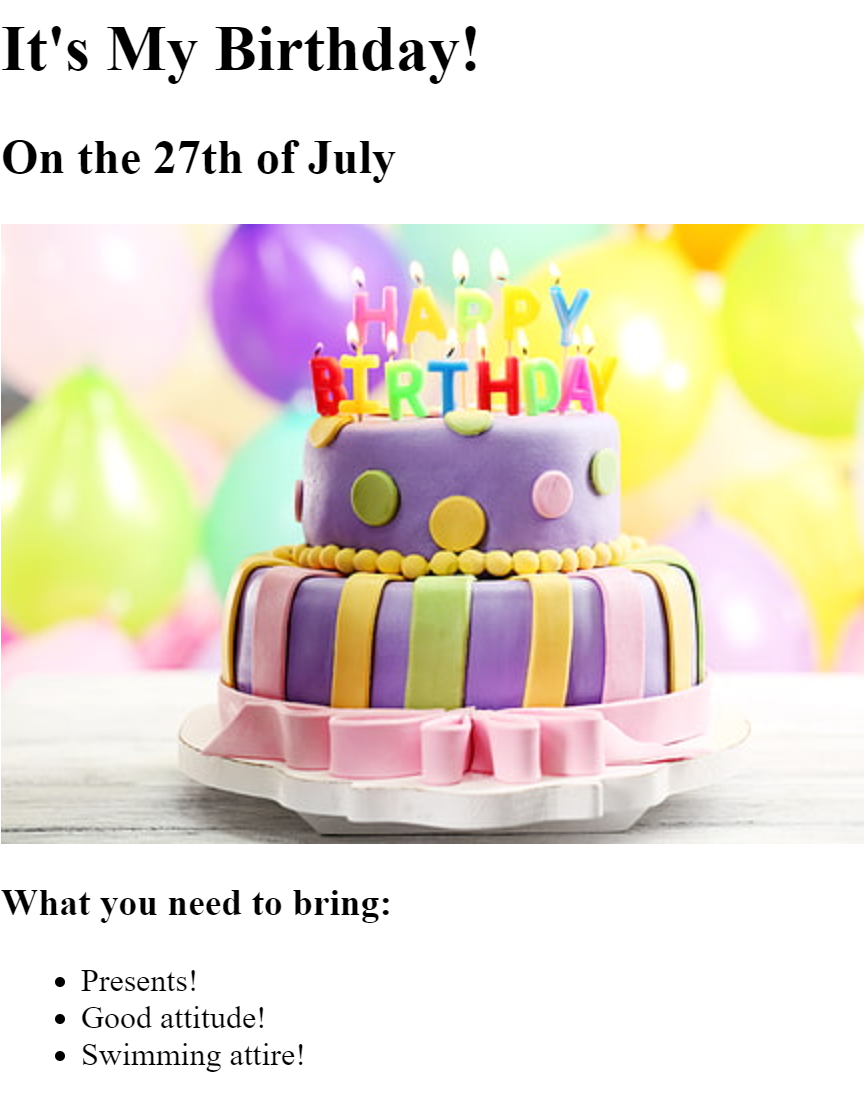 It's My Birthday!
On the 27th of July
HAPPY
BIRTHDAY
What you need to bring:
Presents!
Good attitude!
Swimming attire!